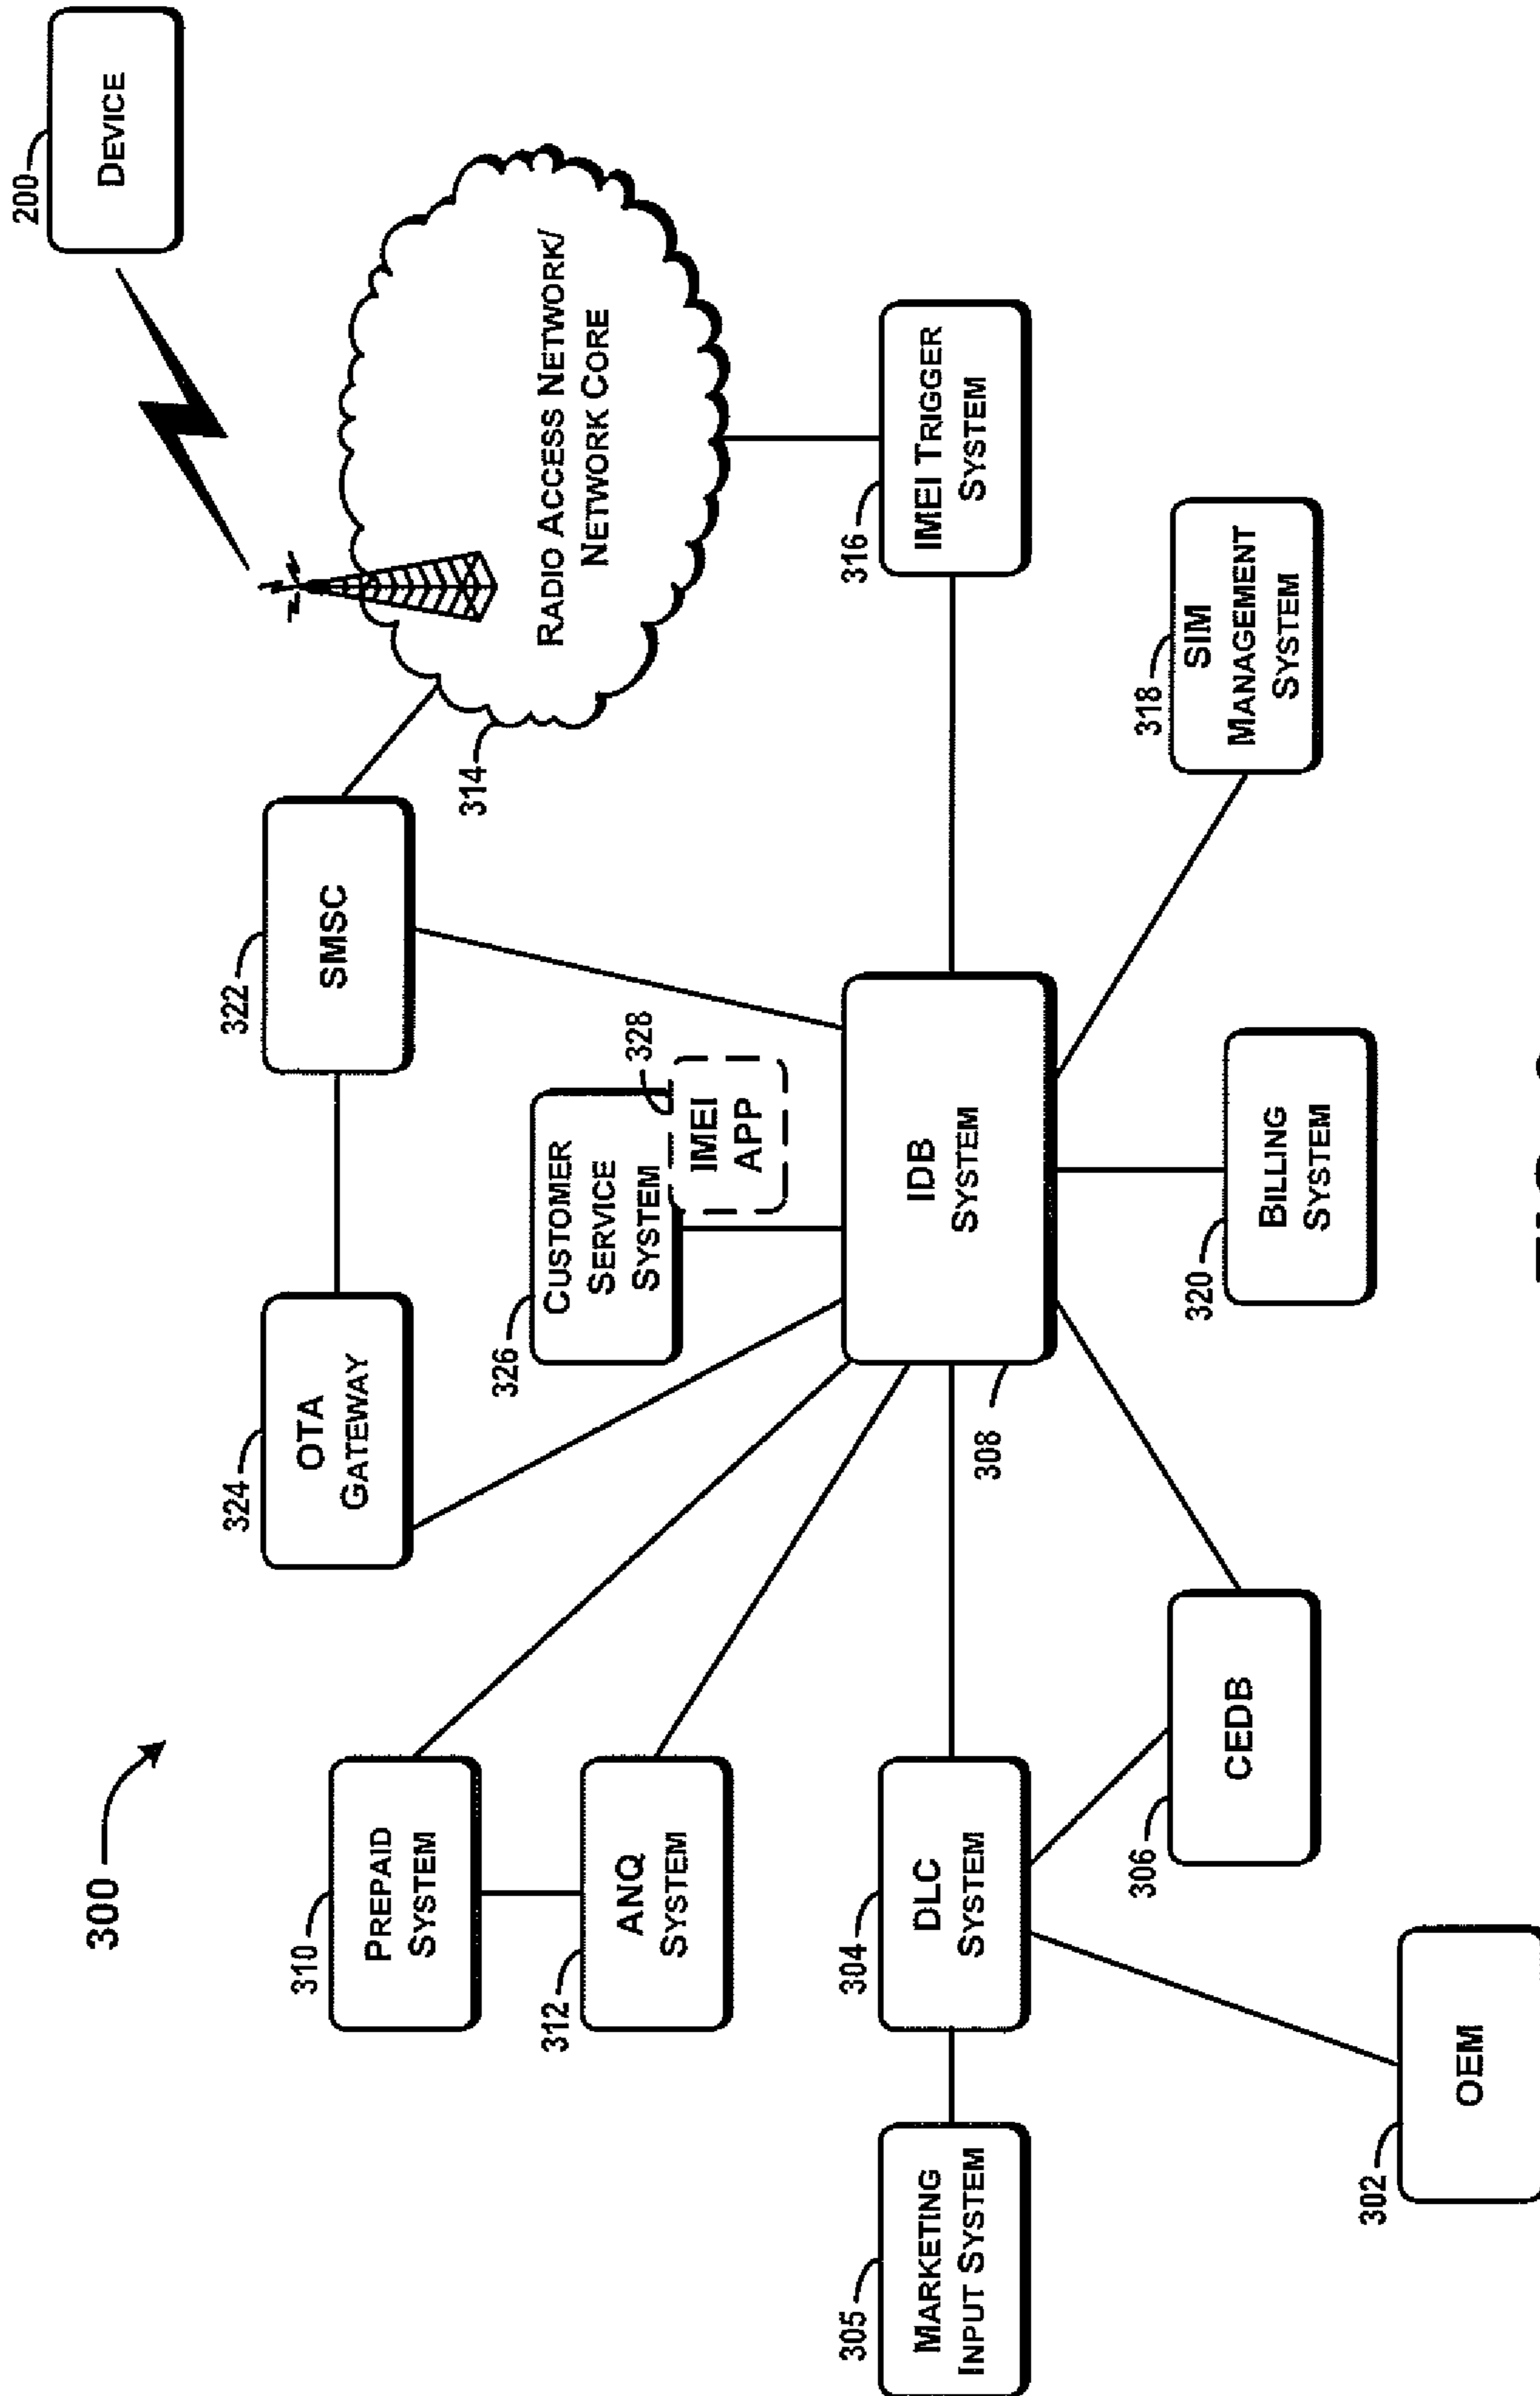 300
200
DEVICE
324
OTA
GATEWAY
322
SMSC
310
PREPAID
SYSTEM
326
CUSTOMER
SERVICE
SYSTEM
328
IMEI
APP
314
RADIO ACCESS NETWORK/
NETWORK CORE
312
ANQ
SYSTEM
305
MARKETING
INPUT SYSTEM
304
DLC
SYSTEM
308
IDB
SYSTEM
316
IMEI TRIGGER
SYSTEM
306
CEDB
320
BILLING
SYSTEM
318
SIM
MANAGEMENT
SYSTEM
302
OEM